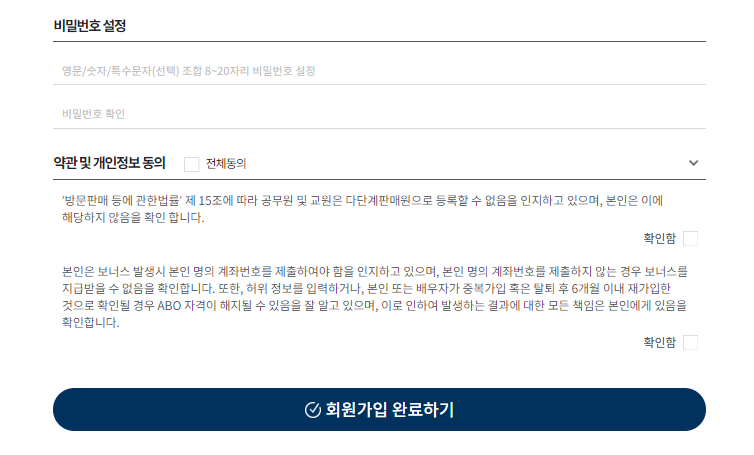 비밀번호 설정
영문/숫자/특수문자(선택) 조합 8~20자리 비밀번호 설정
비밀번호 확인
약관 및 개인정보 동의 전체동의
'방문판매 등에 관한법률' 제 15조에 따라 공무원 및 교원은 다단계판매원으로 등록할 수 없음을 인지하고 있으며, 본인은 이에
해당하지 않음을 확인 합니다.
확인함
본인은 보너스 발생시 본인 명의 계좌번호를 제출하여야 함을 인지하고 있으며, 본인 명의 계좌번호를 제출하지 않는 경우 보너스를
지급받을 수 없음을 확인합니다. 또한, 허위 정보를 입력하거나, 본인 또는 배우자가 중복가입 혹은 탈퇴 후 6개월 이내 재가입한
것으로 확인될 경우 ABO 자격이 해지될 수 있음을 잘 알고 있으며, 이로 인하여 발생하는 결과에 대한 모든 책임은 본인에게 있음을
확인합니다.
확인함
회원가입 완료하기